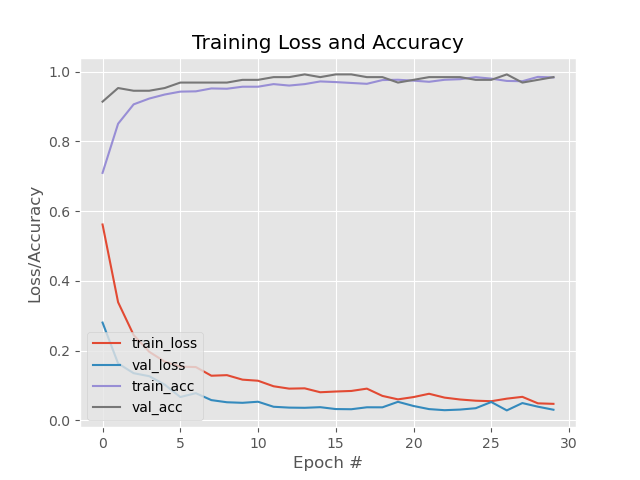 Training Loss and Accuracy
Loss/Accuracy
1.0
0.8
0.6
0.4
0.2
0.0
train_loss
val_loss
train_acc
val_acc
0 5 10 15 20 25 30
Epoch #